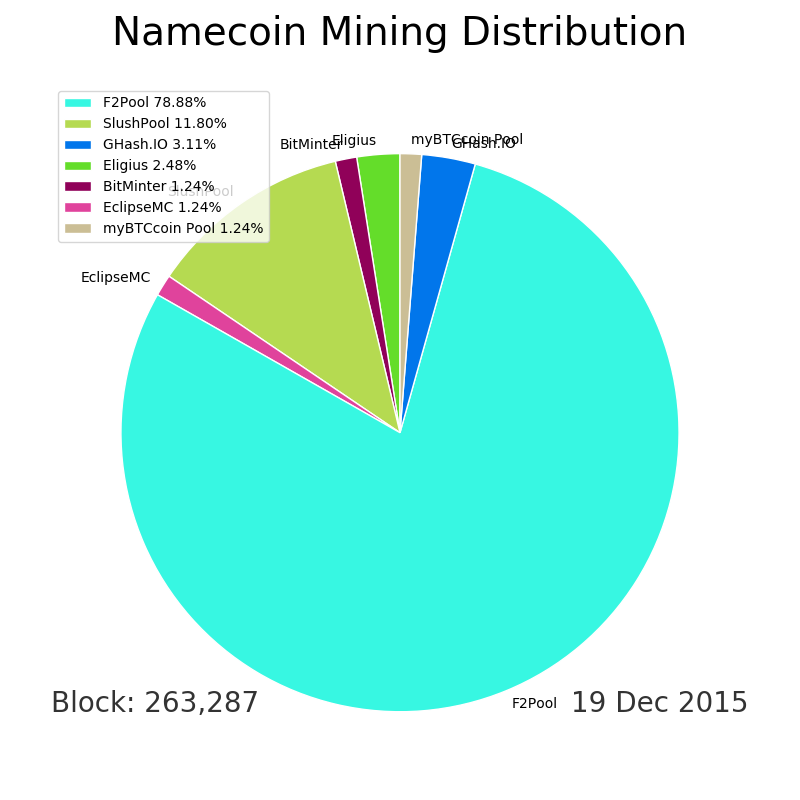 Namecoin Mining Distribution
F2Pool 78.88%
SlushPool 11.80%
GHash.IO 3.11%
Eligius 2.48%
BitMinter 1.24%
EclipseMC 1.24%
myBTCcoin Pool 1.24%
SlushPool
BitMinter
Eligius
myBTCcoin Pool
GHash.IO
EclipseMC
F2Pool
Block: 263,287
19 Dec 2015